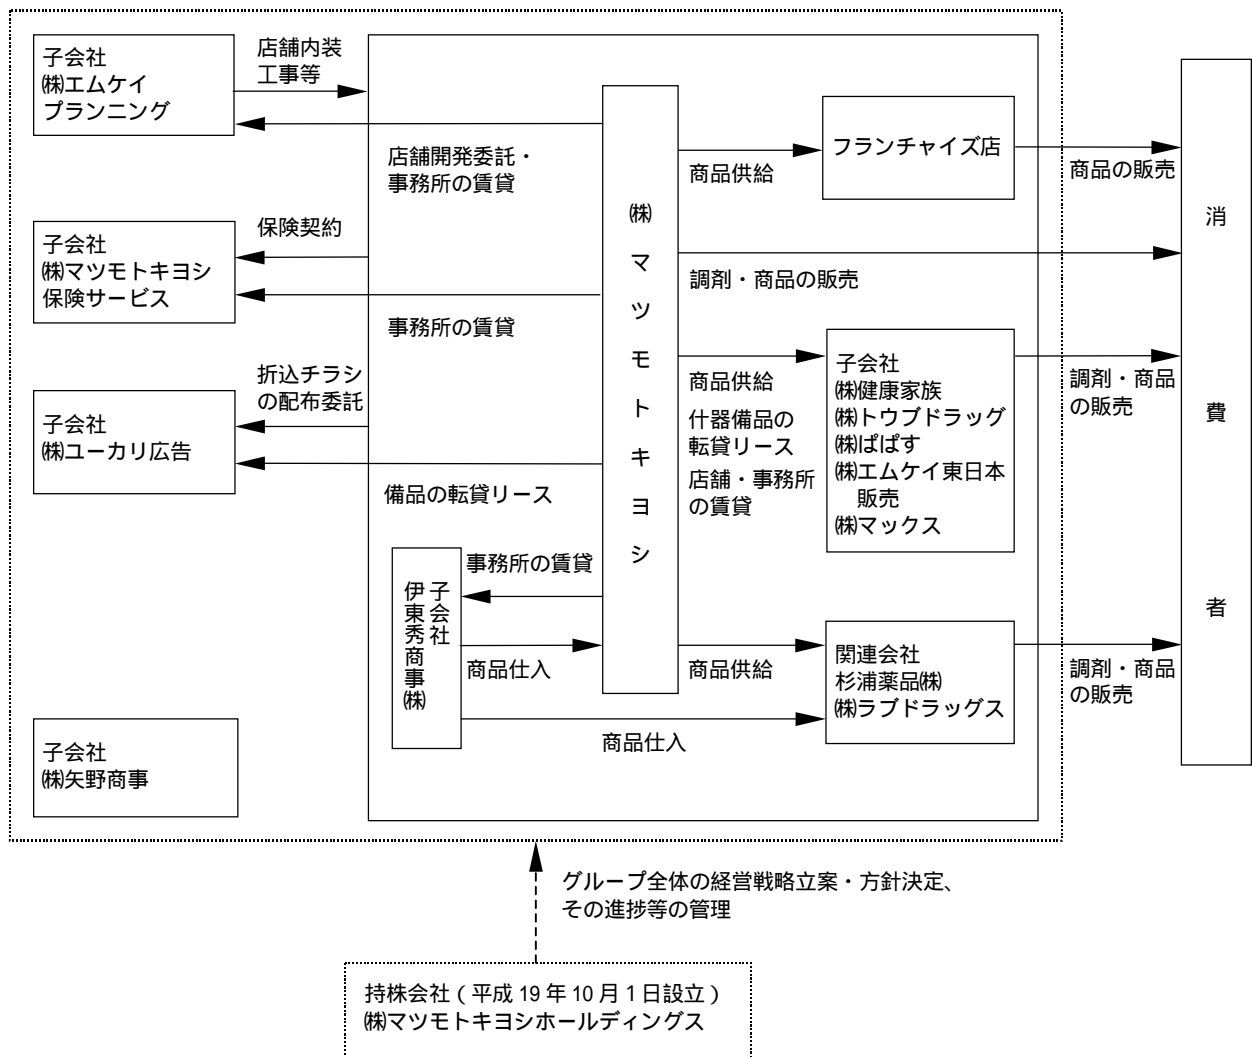 子会社
㈱エムケイ
プランニング
店舗内装
工事等
店舗開発委託・
事務所の賃貸
子会社
㈱マツモトキヨシ
保険サービス
保険契約
事務所の賃貸
子会社
㈱ユーカリ広告
折込チラシ
の配布委託
備品の転貸リース
子会社
㈱矢野商事
子会社
伊東秀商事㈱
事務所の賃貸
商品仕入
商品仕入
㈱マツモトキヨシ
商品供給
フランチャイズ店
商品の販売
調剤・商品の販売
商品供給
什器備品の
転貸リース
店舗・事務所
の賃貸
子会社
㈱健康家族
㈱トウブドラッグ
㈱ぱぱす
㈱エムケイ東日本
販売
㈱マックス
調剤・商品
の販売
商品供給
関連会社
杉浦薬品㈱
㈱ラブドラッグス
調剤・商品
の販売
消費者
グループ全体の経営戦略立案・方針決定、
その進捗等の管理
持株会社（平成 19 年 10 月 1 日設立）
㈱マツモトキヨシホールディングス